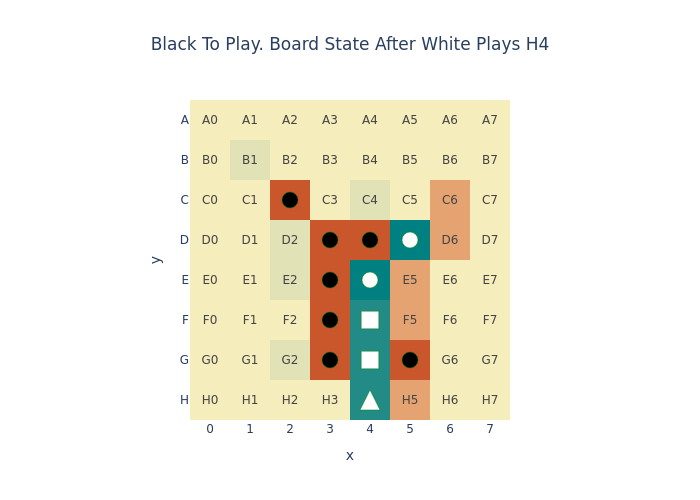 Black To Play. Board State After White Plays H4
A A0 A1 A2 A3 A4 A5 A6 A7
B B0 B1 B2 B3 B4 B5 B6 B7
C C0 C1 C3 C4 C5 C6 C7
D D0 D1 D2 D6 D7
E E0 E1 E2 E5 E6 E7
F F0 F1 F2 F5 F6 F7
G G0 G1 G2 G6 G7
H H0 H1 H2 H3 H5 H6 H7
0 1 2 3 4 5 6 7
x
y